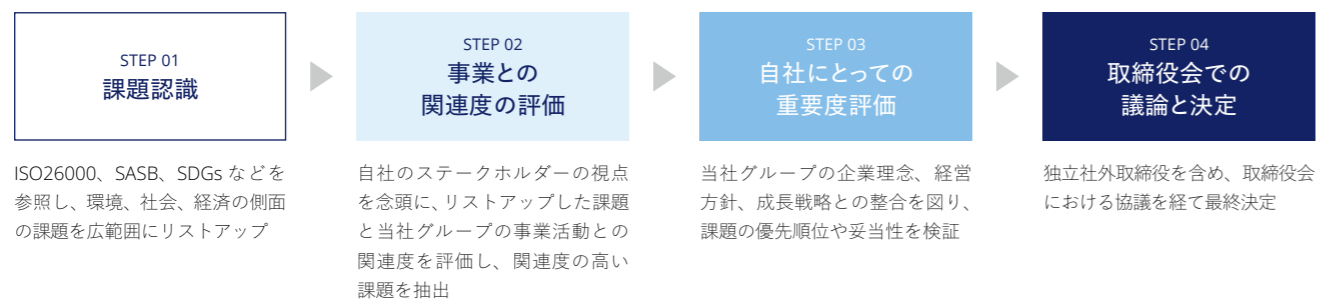 STEP 01
課題認識
ISO26000、SASB、SDGs などを
参照し、環境、社会、経済の側面
の課題を広範囲にリストアップ
STEP 02
事業との
関連度の評価
自社のステークホルダーの視点
を念頭に、リストアップした課題
と当社グループの事業活動との
関連度を評価し、関連度の高い
課題を抽出
STEP 03
自社にとっての
重要度評価
当社グループの企業理念、経営
方針、成長戦略との整合を図り、
課題の優先順位や妥当性を検証
STEP 04
取締役会での
議論と決定
独立社外取締役を含め、取締役会
における協議を経て最終決定